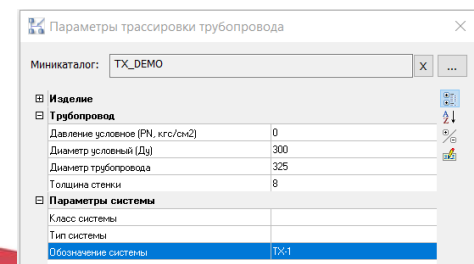 Параметры трассировки трубопровода
Миникаталог: TX_DEMO x ...
Изделие
Трубопровод
Давление условное (PN, кгс/см2) 0
Диаметр условный (Ду) 300
Диаметр трубопровода 325
Толщина стенки 8
Параметры системы
Класс системы
Тип системы
Обозначение системы TX-1